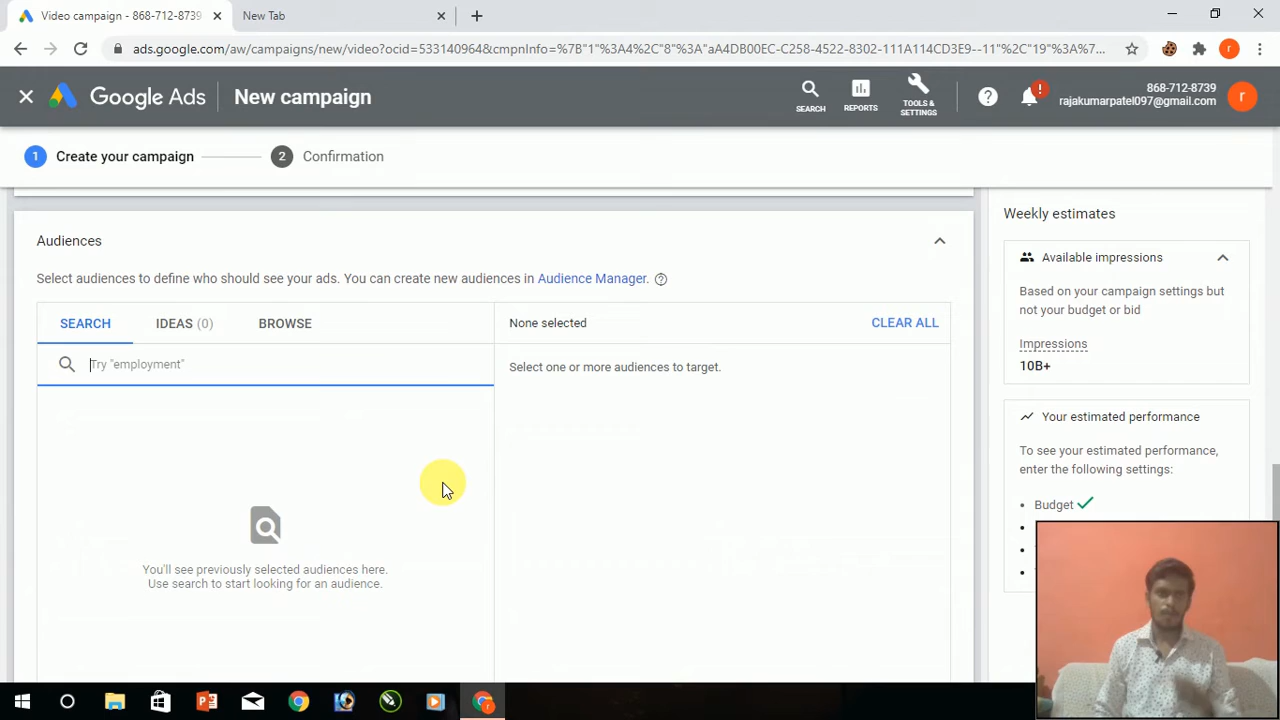 Video campaign - 868-712-8739
New Tab
ads.google.com/aw/campaigns/new/video?ocid=533140964&cmpnInfo=%7B"1"%3A4%2C"8"%3A"aA4DB00EC-C258-4522-8302-111A114CD3E9--11"%2C"19"%3A%7...
r
Google Ads
New campaign
SEARCH
REPORTS
TOOLS &
SETTINGS
868-712-8739
rajakumarpatel097@gmail.com
r
1 Create your campaign
2 Confirmation
Audiences
Select audiences to define who should see your ads. You can create new audiences in Audience Manager.
SEARCH
IDEAS (0)
BROWSE
None selected
CLEAR ALL
Try "employment"
Select one or more audiences to target.
You'll see previously selected audiences here.
Use search to start looking for an audience.
Weekly estimates
Available impressions
Based on your campaign settings but
not your budget or bid
Impressions
10B+
Your estimated performance
To see your estimated performance,
enter the following settings:
• Budget